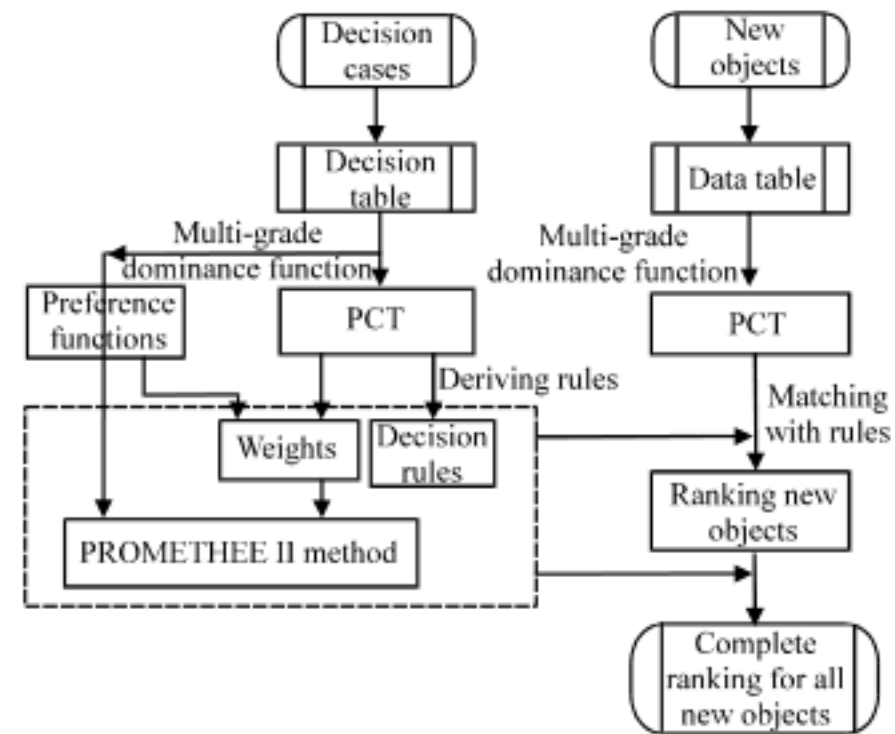 Decision
cases
New
objects
Decision
table
Data table
Multi-grade
dominance function
Multi-grade
dominance function
Preference
functions
PCT
PCT
Deriving rules
Matching
with rules
Weights
Decision
rules
Ranking new
objects
PROMETHEE II method
Complete
ranking for all
new objects